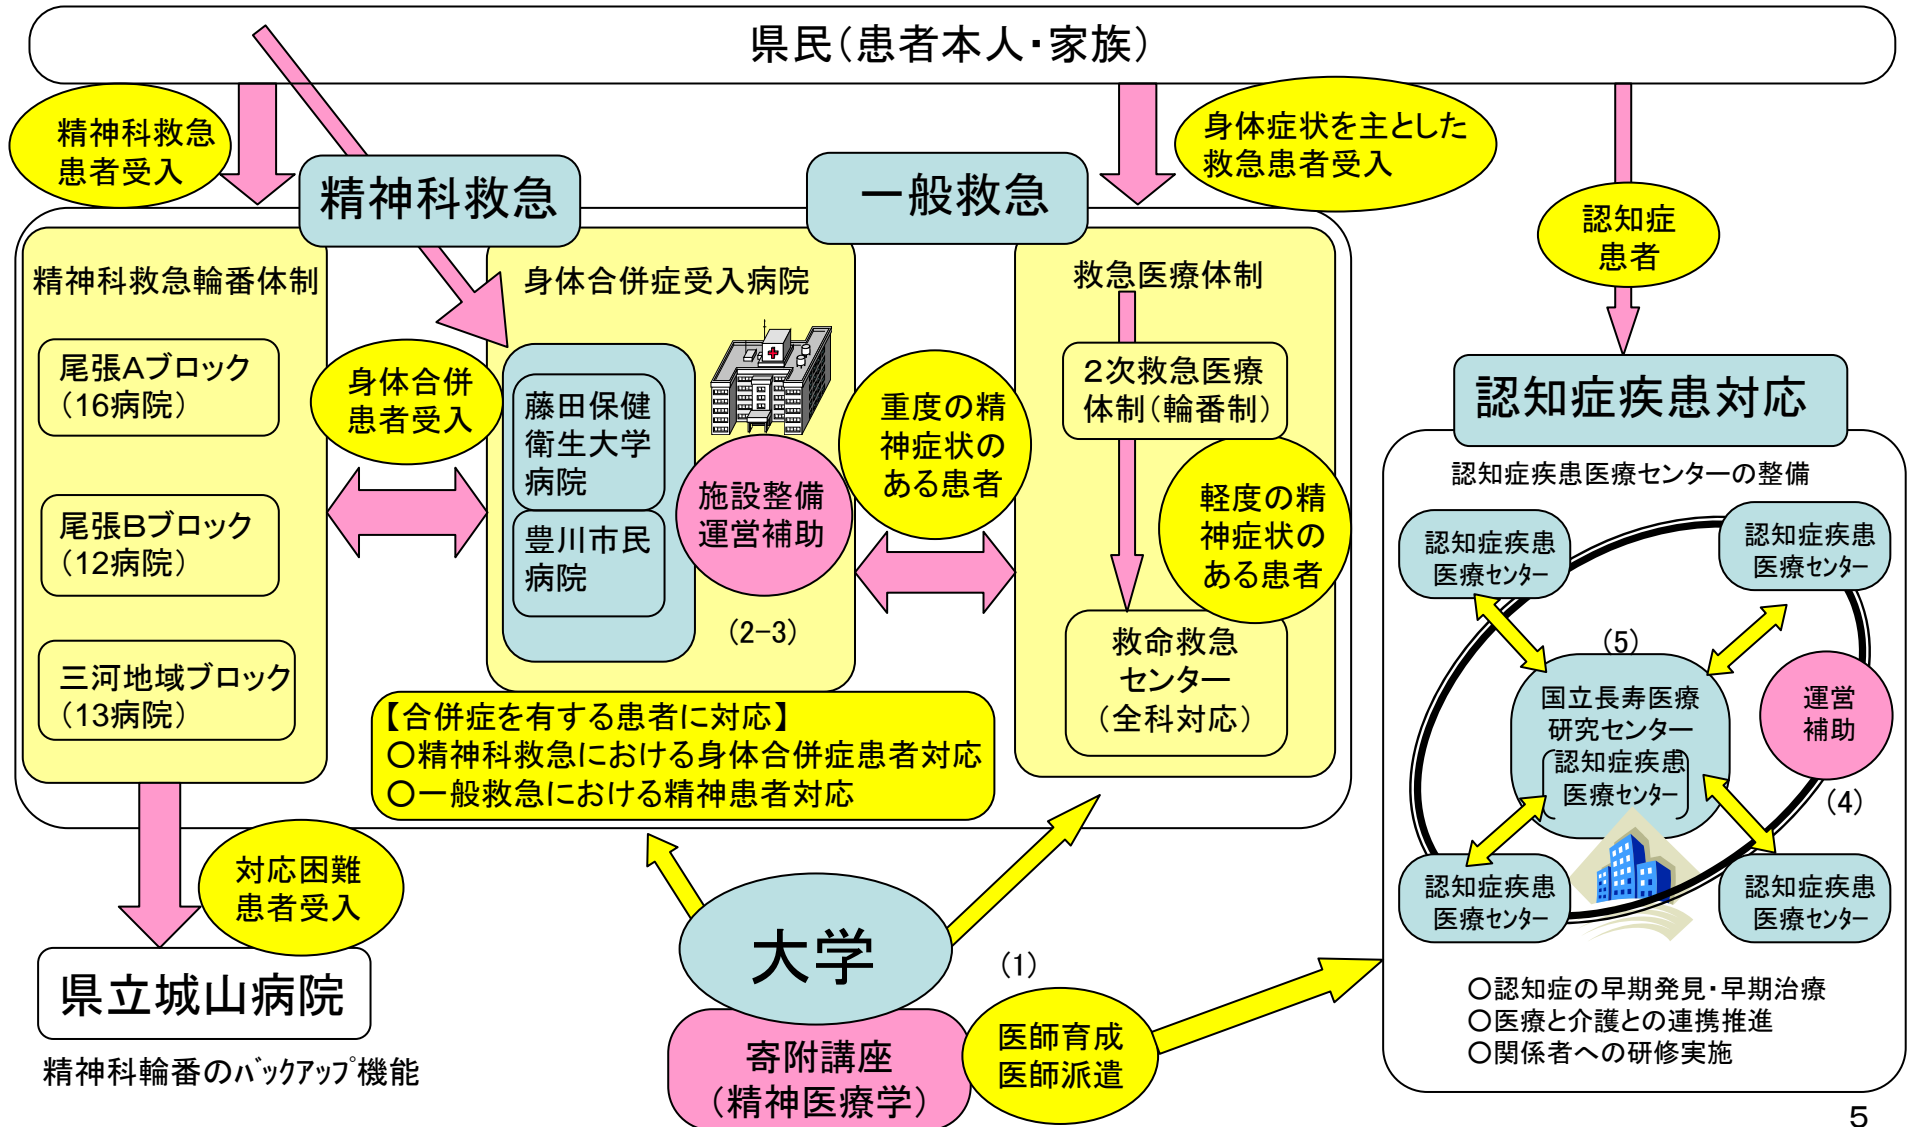 県民（患者本人・家族）
精神科救急
患者受入
身体症状を主とした
救急患者受入
精神科救急
一般救急
認知症
患者
精神科救急輪番体制
尾張Aブロック
（16病院）
尾張Bブロック
（12病院）
三河地域ブロック
（13病院）
身体合併
患者受入
身体合併症受入病院
藤田保健
衛生大学
病院
豊川市民
病院
施設整備
運営補助
（2-3）
重度の精
神症状の
ある患者
救急医療体制
２次救急医療
体制（輪番制）
軽度の精
神症状の
ある患者
救命救急
センター
（全科対応）
【合併症を有する患者に対応】
○精神科救急における身体合併症患者対応
○一般救急における精神患者対応
対応困難
患者受入
県立城山病院
精神科輪番のバックアップ機能
大学
（1）
寄附講座
（精神医療学）
医師育成
医師派遣
認知症疾患対応
認知症疾患医療センターの整備
認知症疾患
医療センター
認知症疾患
医療センター
（5）
国立長寿医療
研究センター
認知症疾患
医療センター
運営
補助
（4）
認知症疾患
医療センター
認知症疾患
医療センター
○認知症の早期発見・早期治療
○医療と介護との連携推進
○関係者への研修実施
5